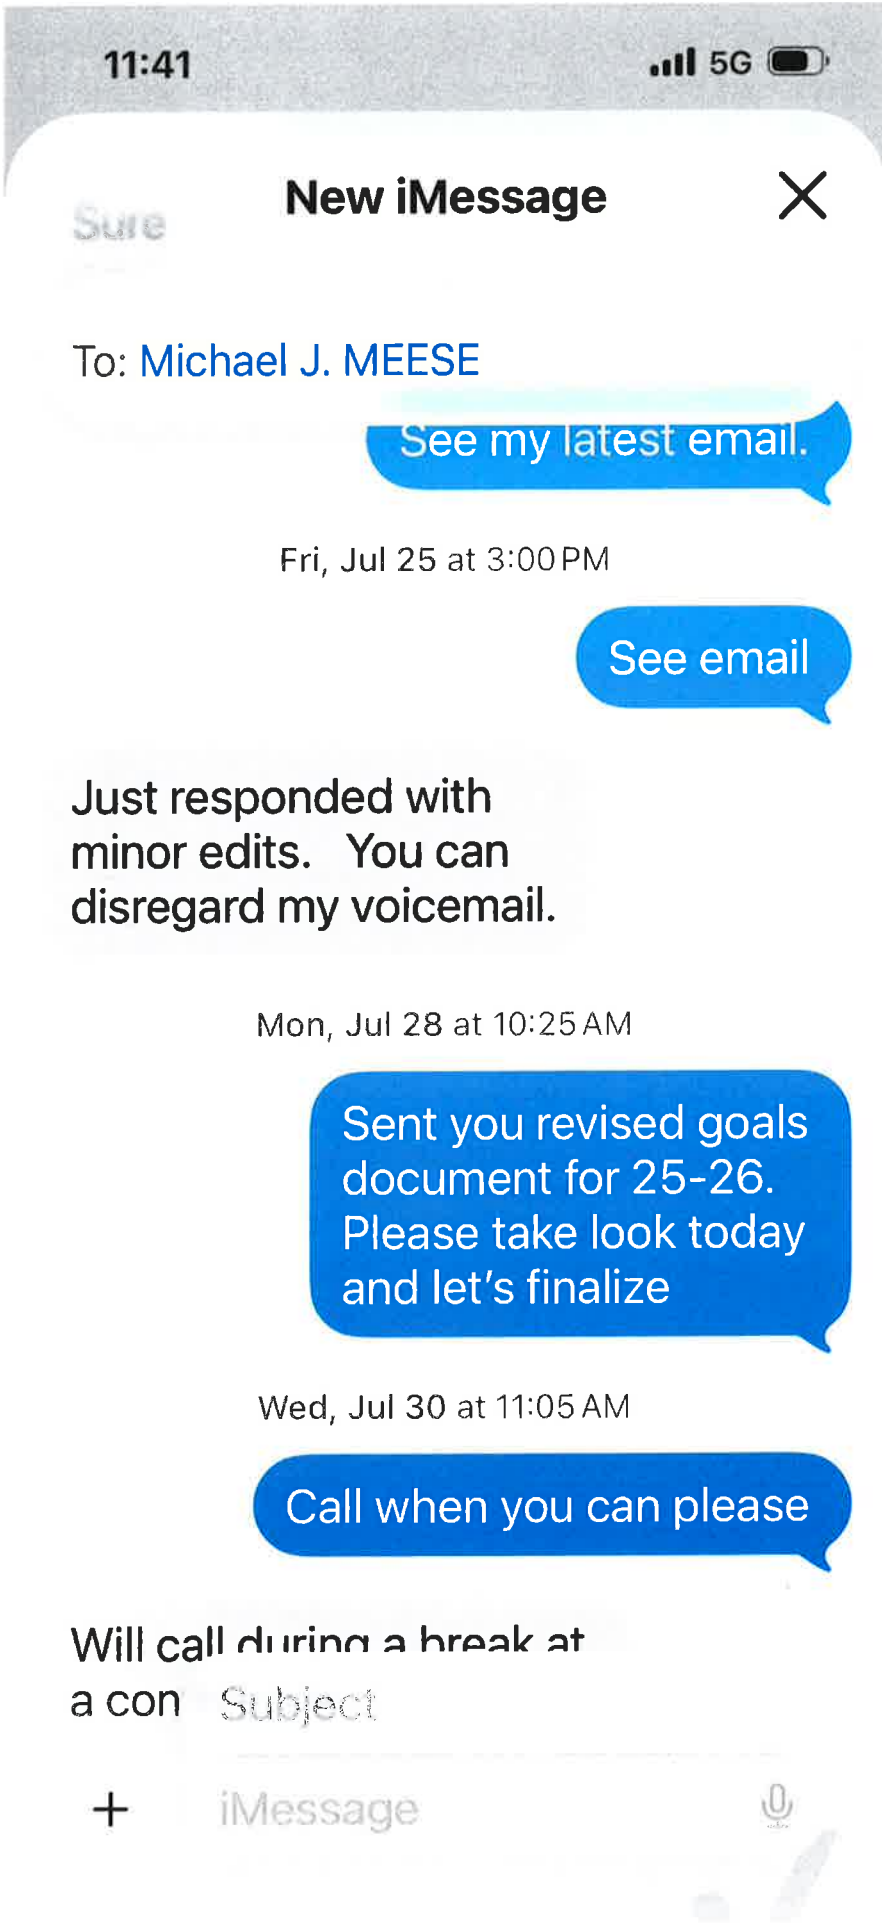 11:41 5G
New iMessage
Sure
To: Michael J. MEESE
See my latest email.
Fri, Jul 25 at 3:00 PM
See email
Just responded with
minor edits. You can
disregard my voicemail.
Mon, Jul 28 at 10:25 AM
Sent you revised goals
document for 25-26.
Please take look today
and let's finalize
Wed, Jul 30 at 11:05 AM
Call when you can please
Will call during a break at
a con
Subject
iMessage